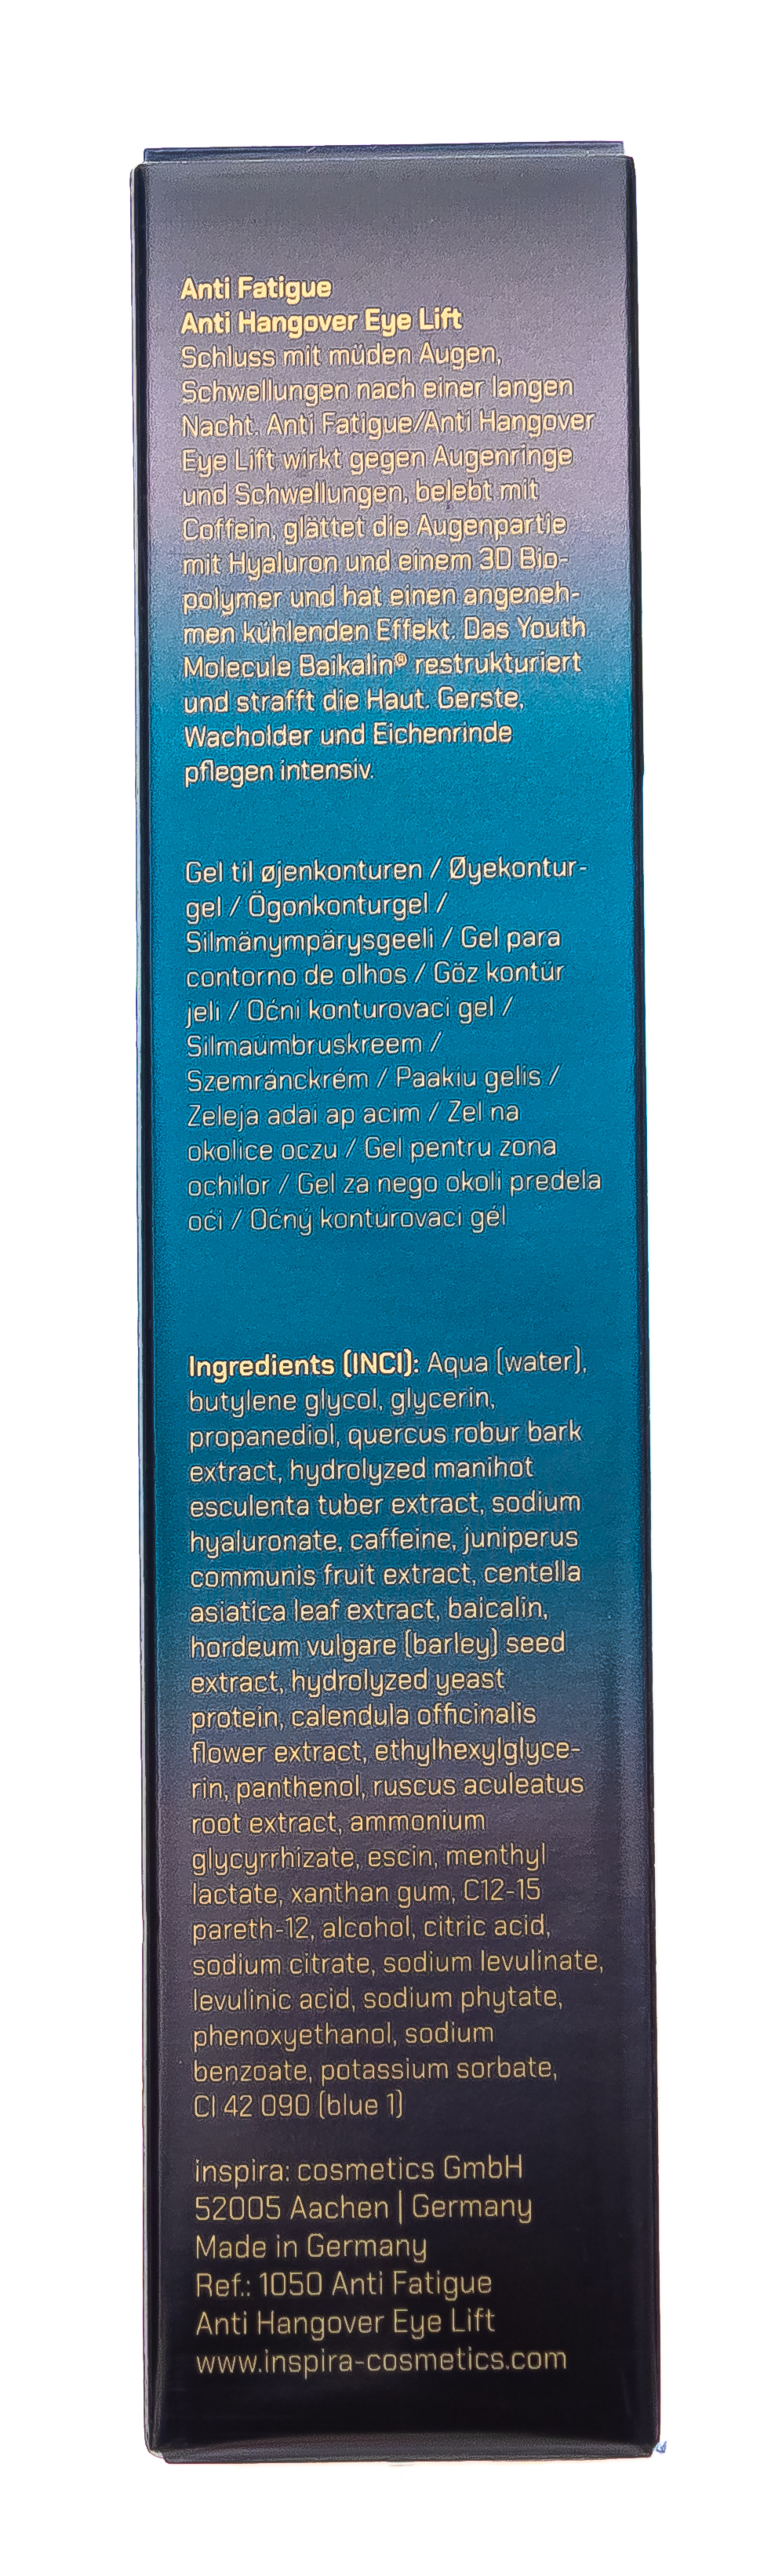 Anti Fatigue
Anti Hangover Eye Lift
Schluss mit müden Augen,
Schwellungen nach einer langen
Nacht. Anti Fatigue/Anti Hangover
Eye Lift wirkt gegen Augenringe
und Schwellungen, belebt mit
Coffein, glättet die Augenpartie
mit Hyaluron und einem 3D Bio-
polymer und hat einen angeneh-
men kühlenden Effekt. Das Youth
Molecule Baikalin® restrukturiert
und strafft die Haut. Gerste,
Wacholder und Eichenrinde
pflegen intensiv.
Gel til øjenkonturen / Øyekontur-
gel / Ögonkonturgel /
Silmänympärysgeeli / Gel para
contorno de olhos / Göz kontür
jeli / Oćni konturovaci gel /
Silmaümbruskreem /
Szemránckrém / Paakiu gelis /
Zeleja adai ap acim / Zel na
okolice oczu / Gel pentru zona
ochilor / Gel za nego okoli predela
oći / Oćný kontúrovaci gél
Ingredients (INCI): Aqua (water),
butylene glycol, glycerin,
propanediol, quercus robur bark
extract, hydrolyzed manihot
esculenta tuber extract, sodium
hyaluronate, caffeine, juniperus
communis fruit extract, centella
asiatica leaf extract, baicalin,
hordeum vulgare (barley) seed
extract, hydrolyzed yeast
protein, calendula officinalis
flower extract, ethylhexylglyce-
rin, panthenol, ruscus aculeatus
root extract, ammonium
glycyrrhizate, escin, menthyl
lactate, xanthan gum, C12-15
pareth-12, alcohol, citric acid,
sodium citrate, sodium levulinate,
levulinic acid, sodium phytate,
phenoxyethanol, sodium
benzoate, potassium sorbate,
CI 42 090 (blue 1)
inspira: cosmetics GmbH
52005 Aachen | Germany
Made in Germany
Ref.: 1050 Anti Fatigue
Anti Hangover Eye Lift
www.inspira-cosmetics.com